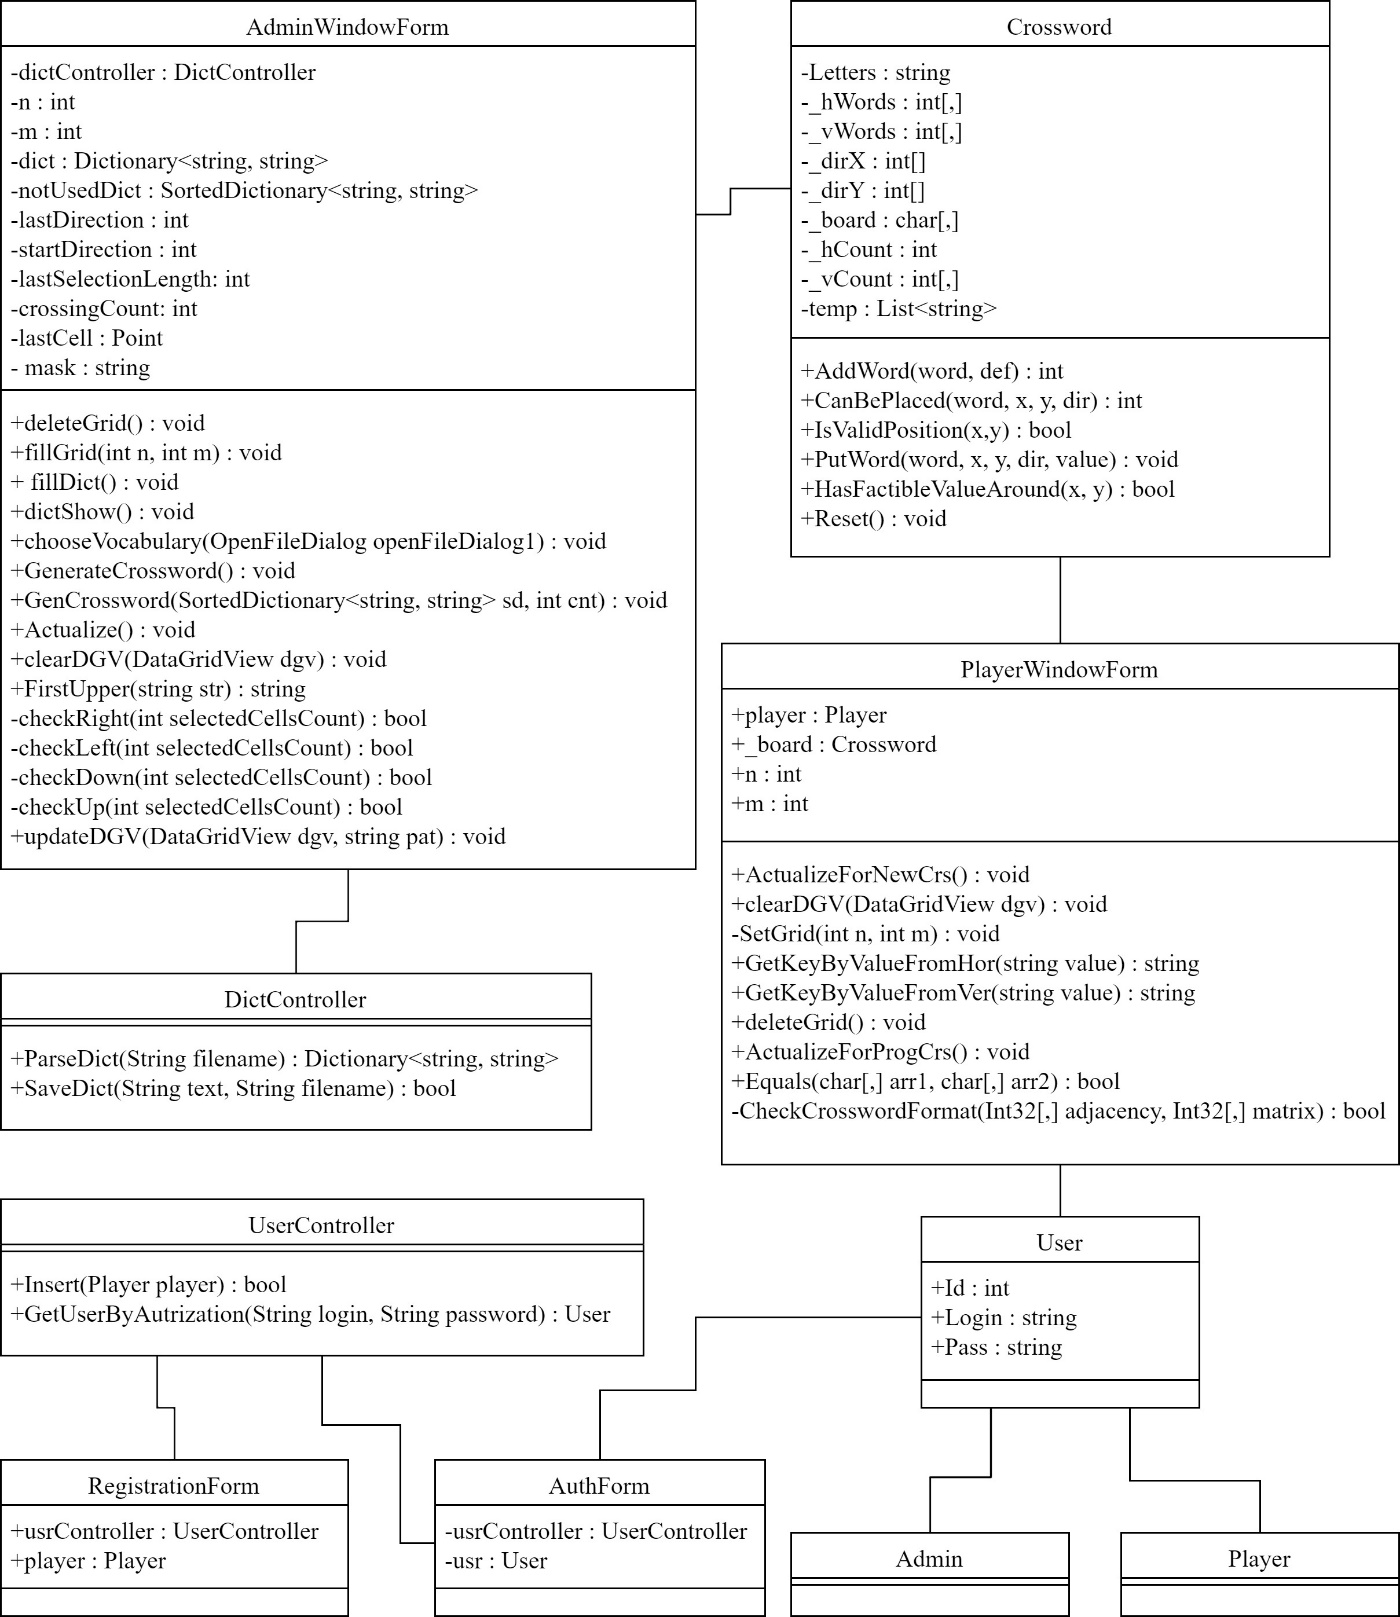 AdminWindowForm
-dictController : DictController
-n : int
-m : int
-dict : Dictionary<string, string>
-notUsedDict : SortedDictionary<string, string>
-lastDirection : int
-startDirection : int
-lastSelectionLength: int
-crossingCount: int
-lastCell : Point
- mask : string
+deleteGrid() : void
+fillGrid(int n, int m) : void
+ fillDict() : void
+dictShow() : void
+chooseVocabulary(OpenFileDialog openFileDialog1) : void
+GenerateCrossword() : void
+GenCrossword(SortedDictionary<string, string> sd, int cnt) : void
+Actualize() : void
+clearDGV(DataGridView dgv) : void
+FirstUpper(string str) : string
-checkRight(int selectedCellsCount) : bool
-checkLeft(int selectedCellsCount) : bool
-checkDown(int selectedCellsCount) : bool
-checkUp(int selectedCellsCount) : bool
+updateDGV(DataGridView dgv, string pat) : void
Crossword
-Letters : string
-_hWords : int[,]
-_vWords : int[,]
-_dirX : int[]
-_dirY : int[]
-_board : char[,]
-_hCount : int
-_vCount : int[,]
-temp : List<string>
+AddWord(word, def) : int
+CanBePlaced(word, x, y, dir) : int
+IsValidPosition(x,y) : bool
+PutWord(word, x, y, dir, value) : void
+HasFactibleValueAround(x, y) : bool
+Reset() : void
PlayerWindowForm
+player : Player
+_board : Crossword
+n : int
+m : int
+ActualizeForNewCrs() : void
+clearDGV(DataGridView dgv) : void
-SetGrid(int n, int m) : void
+GetKeyByValueFromHor(string value) : string
+GetKeyByValueFromVer(string value) : string
+deleteGrid() : void
+ActualizeForProgCrs() : void
+Equals(char[,] arr1, char[,] arr2) : bool
-CheckCrosswordFormat(Int32[,] adjacency, Int32[,] matrix) : bool
DictController
+ParseDict(String filename) : Dictionary<string, string>
+SaveDict(String text, String filename) : bool
UserController
+Insert(Player player) : bool
+GetUserByAutrization(String login, String password) : User
User
+Id : int
+Login : string
+Pass : string
RegistrationForm
+usrController : UserController
+player : Player
AuthForm
-usrController : UserController
-usr : User
Admin
Player